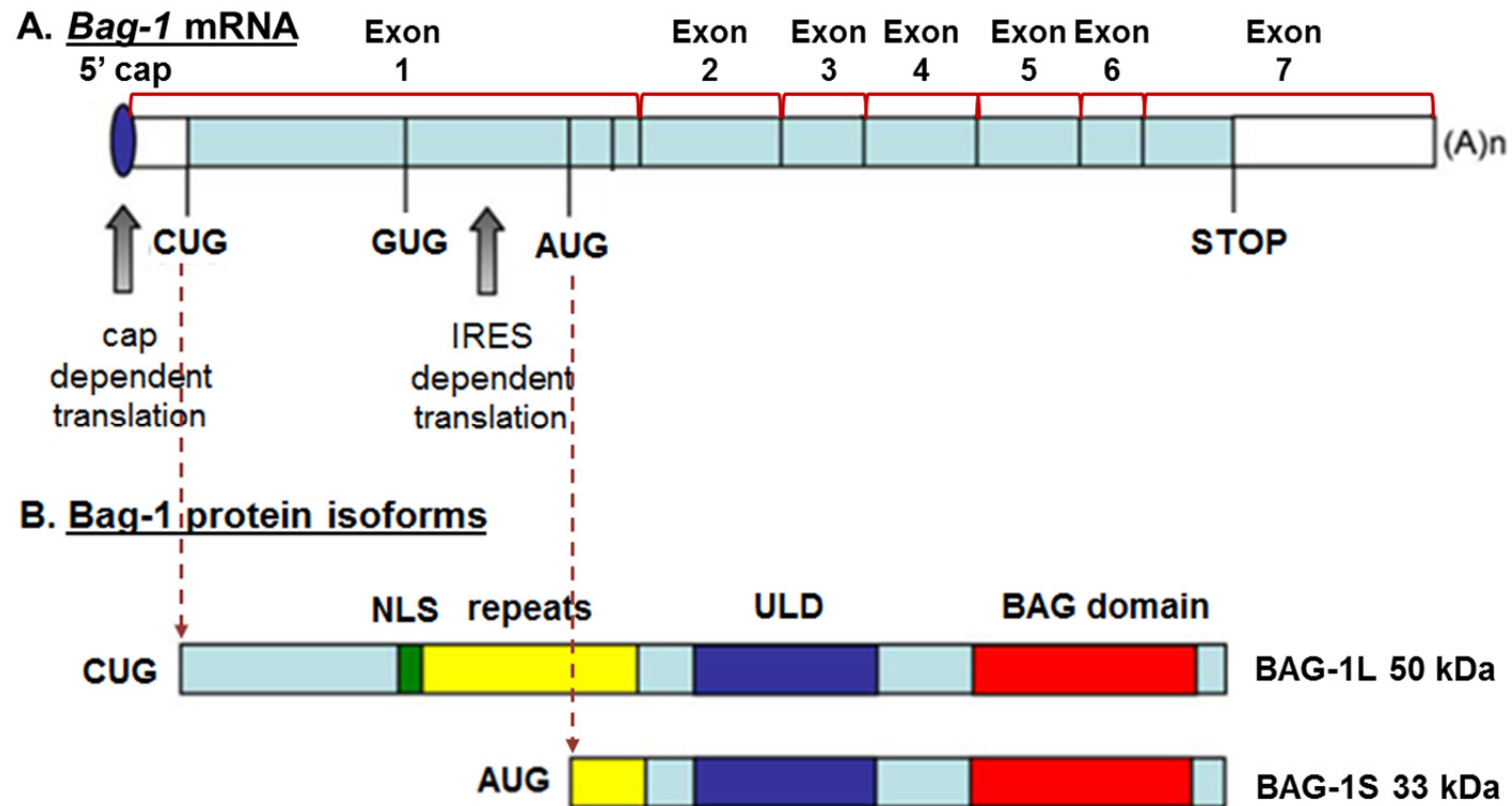 A. Bag-1 mRNA
5’ cap
Exon
1
Exon
2
Exon
3
Exon
4
Exon
5
Exon
6
Exon
7
(A)n
CUG
GUG
AUG
STOP
cap
dependent
translation
IRES
dependent
translation
B. Bag-1 protein isoforms
NLS
repeats
ULD
BAG domain
CUG
BAG-1L 50 kDa
AUG
BAG-1S 33 kDa